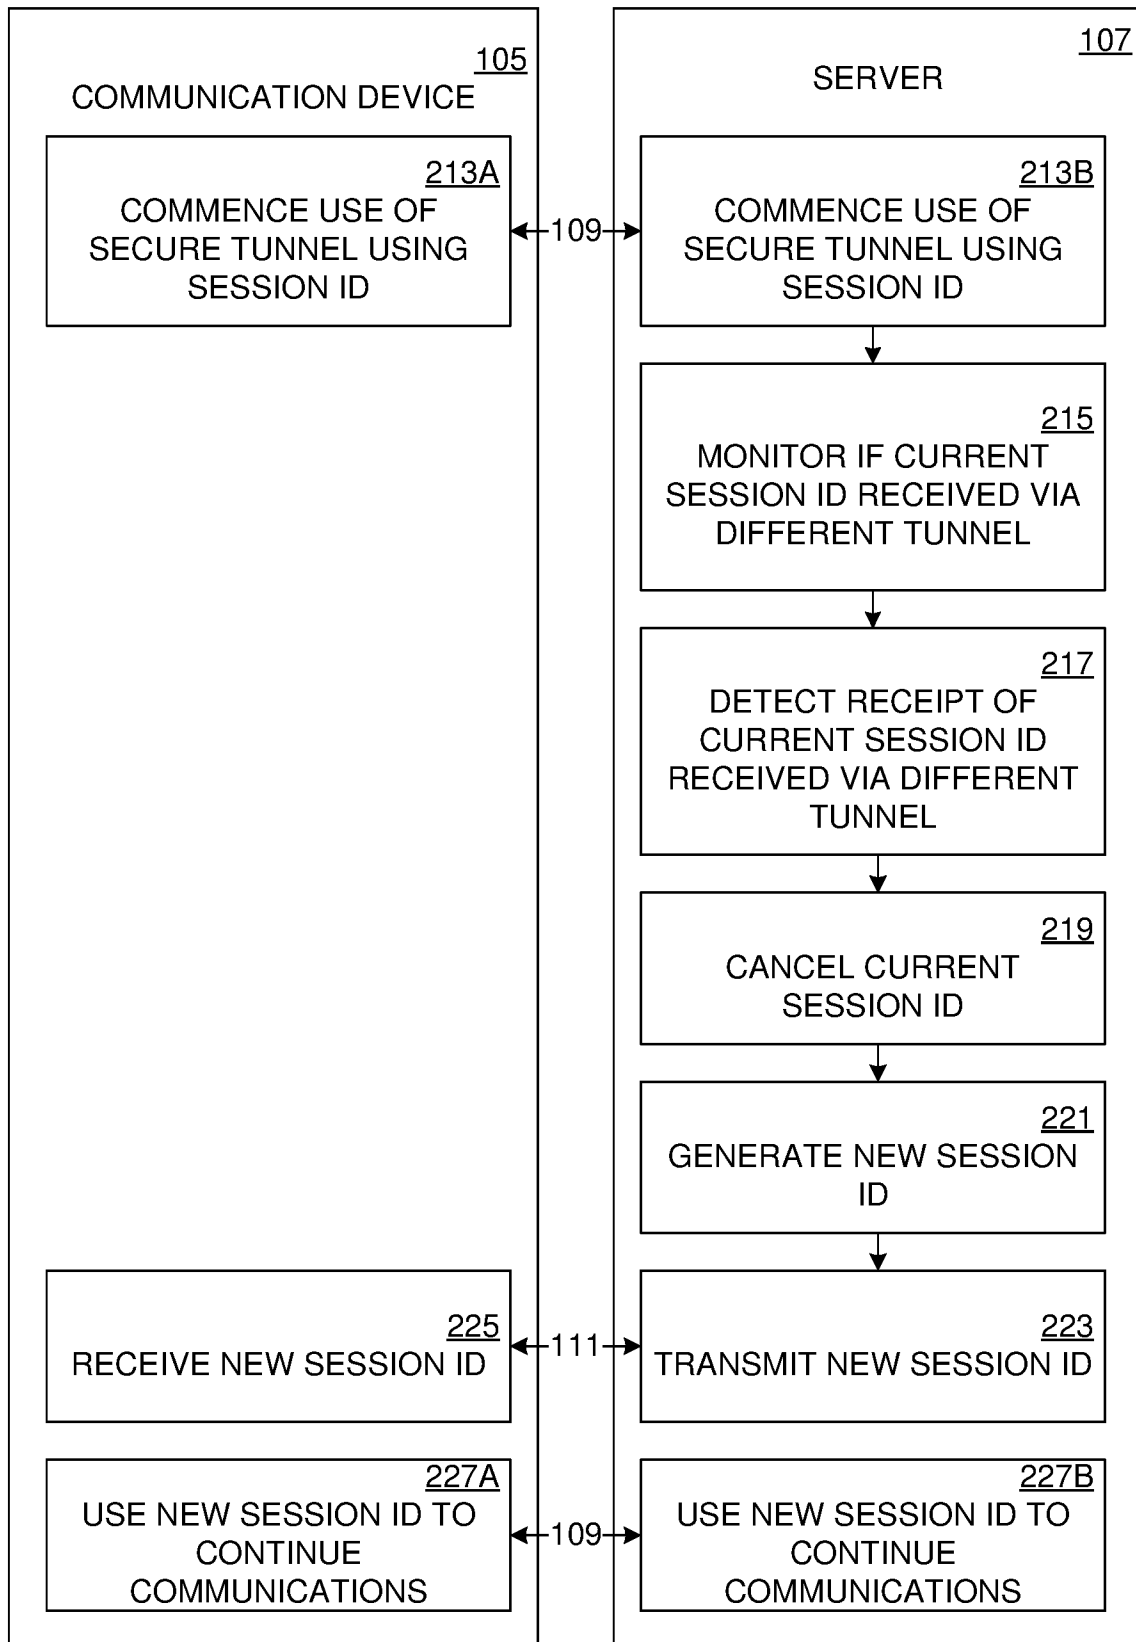 105
COMMUNICATION DEVICE
107
SERVER
213A
COMMENCE USE OF
SECURE TUNNEL USING
SESSION ID
109
213B
COMMENCE USE OF
SECURE TUNNEL USING
SESSION ID
215
MONITOR IF CURRENT
SESSION ID RECEIVED VIA
DIFFERENT TUNNEL
217
DETECT RECEIPT OF
CURRENT SESSION ID
RECEIVED VIA DIFFERENT
TUNNEL
219
CANCEL CURRENT
SESSION ID
221
GENERATE NEW SESSION
ID
225
RECEIVE NEW SESSION ID
111
223
TRANSMIT NEW SESSION ID
227A
USE NEW SESSION ID TO
CONTINUE
COMMUNICATIONS
109
227B
USE NEW SESSION ID TO
CONTINUE
COMMUNICATIONS